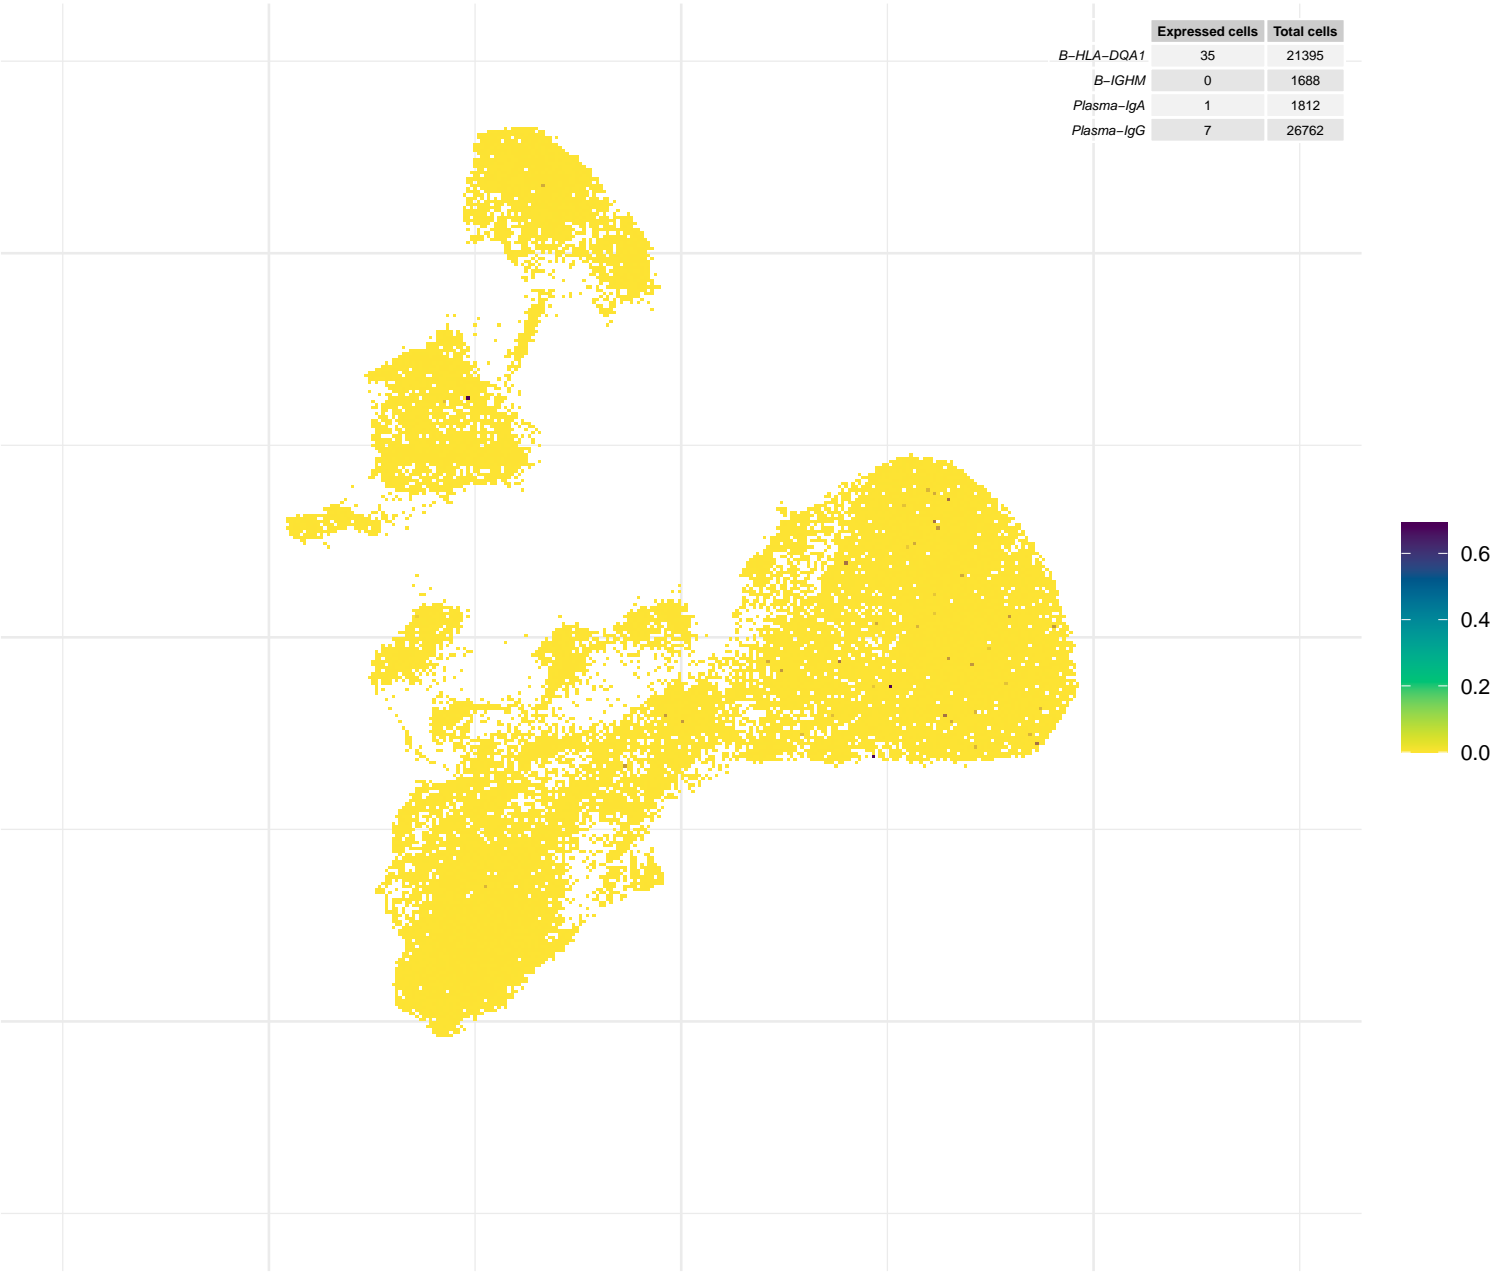 Expressed cells Total cells
B−HLA−DQA1 35 21395
B−IGHM 0 1688
Plasma−IgA 1 1812
Plasma−IgG 7 26762
0.6
0.4
0.2
0.0